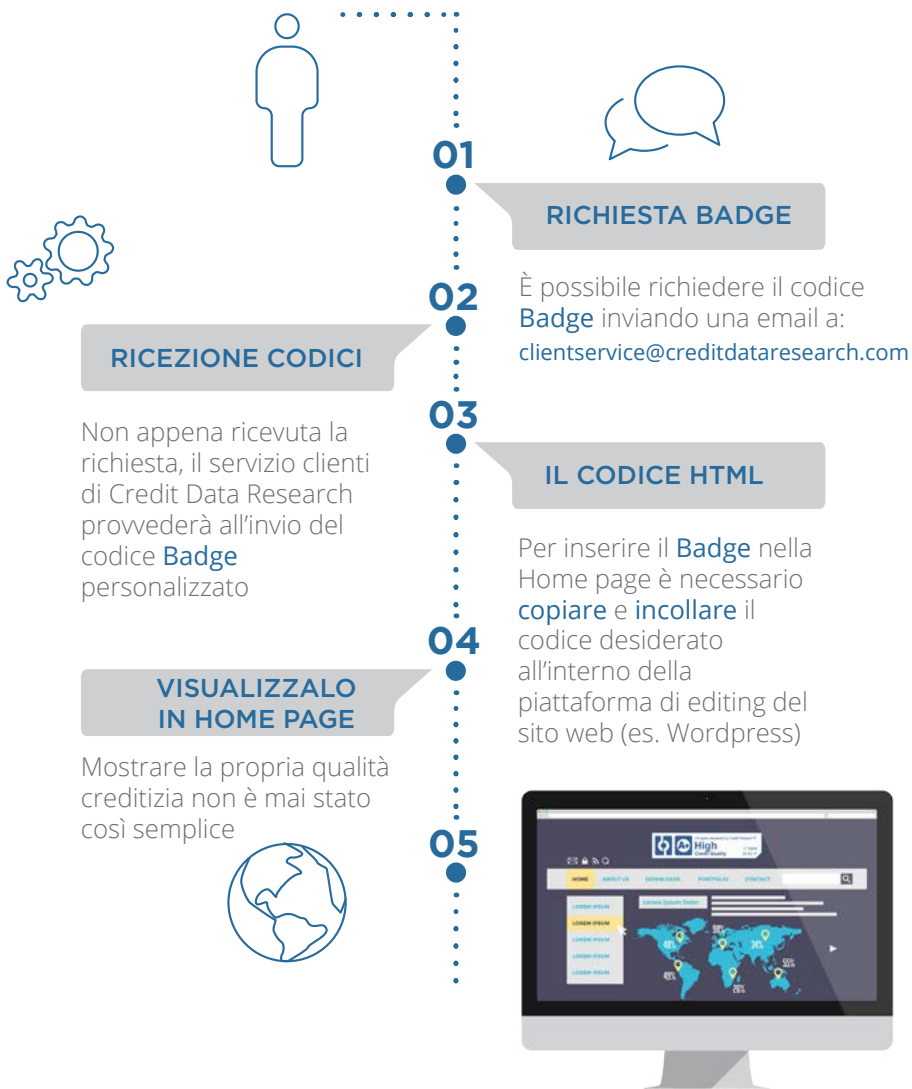 01
RICHIESTA BADGE
È possibile richiedere il codice
Badge inviando una email a:
clientservice@creditdataresearch.com
02
RICEZIONE CODICI
Non appena ricevuta la
richiesta, il servizio clienti
di Credit Data Research
provvederà all'invio del
codice Badge
personalizzato
03
IL CODICE HTML
Per inserire il Badge nella
Home page è necessario
copiare e incollare il
codice desiderato
all'interno della
piattaforma di editing del
sito web (es. Wordpress)
04
VISUALIZZALO
IN HOME PAGE
Mostrare la propria qualità
creditizia non è mai stato
così semplice
05
A+
High
Credit Quality
HOME ABOUT US DOWNLOADS PORTFOLIO CONTACT
Lorem Ipsum Dolor
LOREM IPSUM
LOREM IPSUM
LOREM IPSUM
LOREM IPSUM
LOREM IPSUM